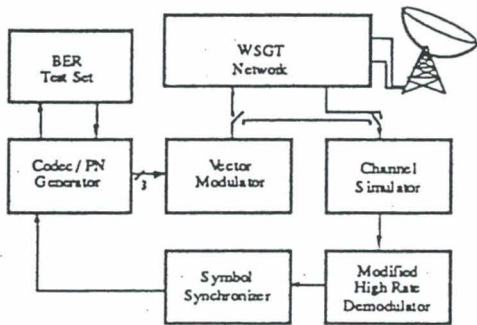 BER
Test Set
WSGT
Network
Codec / PN
Generator
3
Vector
Modulator
Channel
Simulator
Symbol
Synchronizer
Modified
High Rate
Demodulator